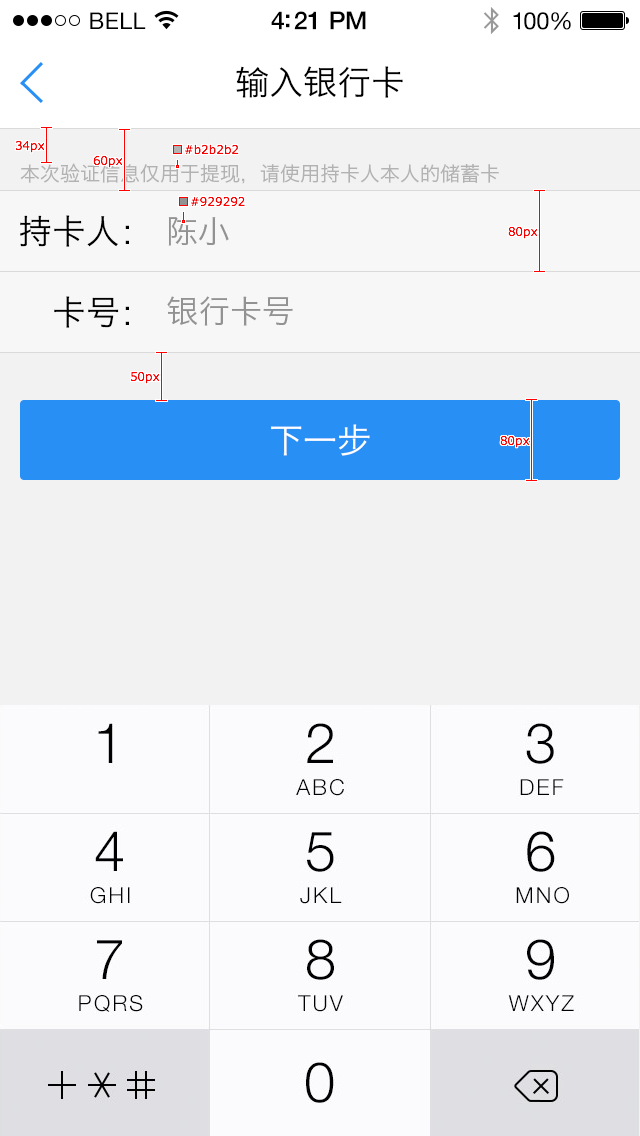 BELL 4:21 PM 100%
输入银行卡
34px
60px
#b2b2b2
本次验证信息仅用于提现，请使用持卡人本人的储蓄卡
#929292
持卡人： 陈小
80px
卡号： 银行卡号
50px
下一步
80px
1
2
3
ABC
DEF
4
5
6
GHI
JKL
MNO
7
8
9
PQRS
TUV
WXYZ
+*#
0